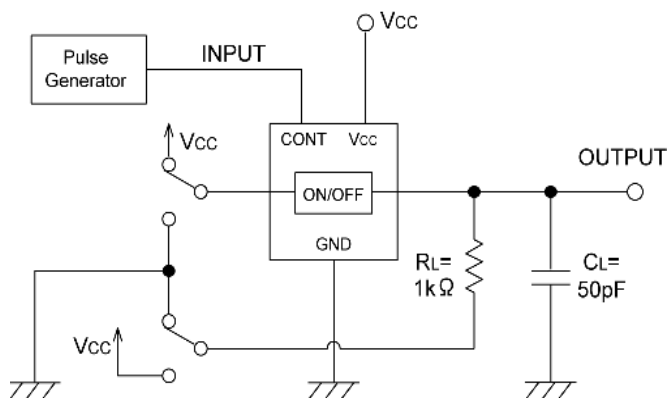 Pulse
Generator
INPUT
Vcc
CONT
Vcc
Vcc
ON/OFF
OUTPUT
GND
RL=
1kΩ
CL=
50pF
Vcc